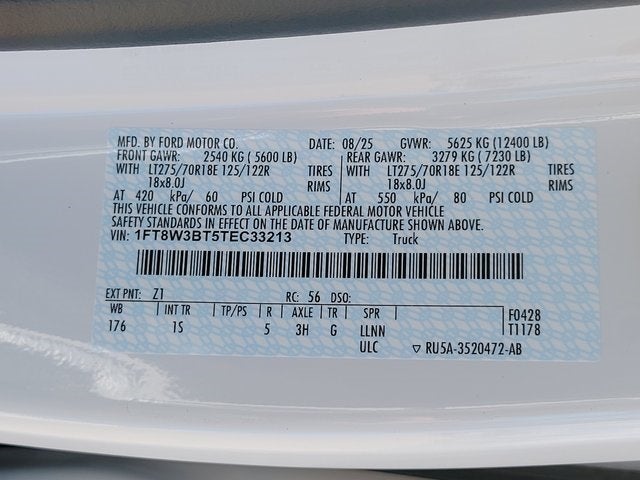 MFD. BY FORD MOTOR CO. DATE: 08/25 GVWR: 5625 KG (12400 LB)
FRONT GAWR: 2540 KG ( 5600 LB) REAR GAWR: 3279 KG ( 7230 LB)
WITH LT275/70R18E 125/122R TIRES WITH LT275/70R18E 125/122R TIRES
18x8.0J RIMS 18x8.0J RIMS
AT 420 kPa/ 60 PSI COLD AT 550 kPa/ 80 PSI COLD
THIS VEHICLE CONFORMS TO ALL APPLICABLE FEDERAL MOTOR VEHICLE
SAFETY STANDARDS IN EFFECT ON THE DATE OF MANUFACTURE SHOWN ABOVE.
VIN: 1FT8W3BT5TEC33213 TYPE: Truck
EXT PNT: Z1 RC: 56 DSO:
WB INT TR TP/PS R AXLE TR SPR F0428
176 1S 5 3H G LLNN T1178
ULC ▽ RU5A-3520472-AB